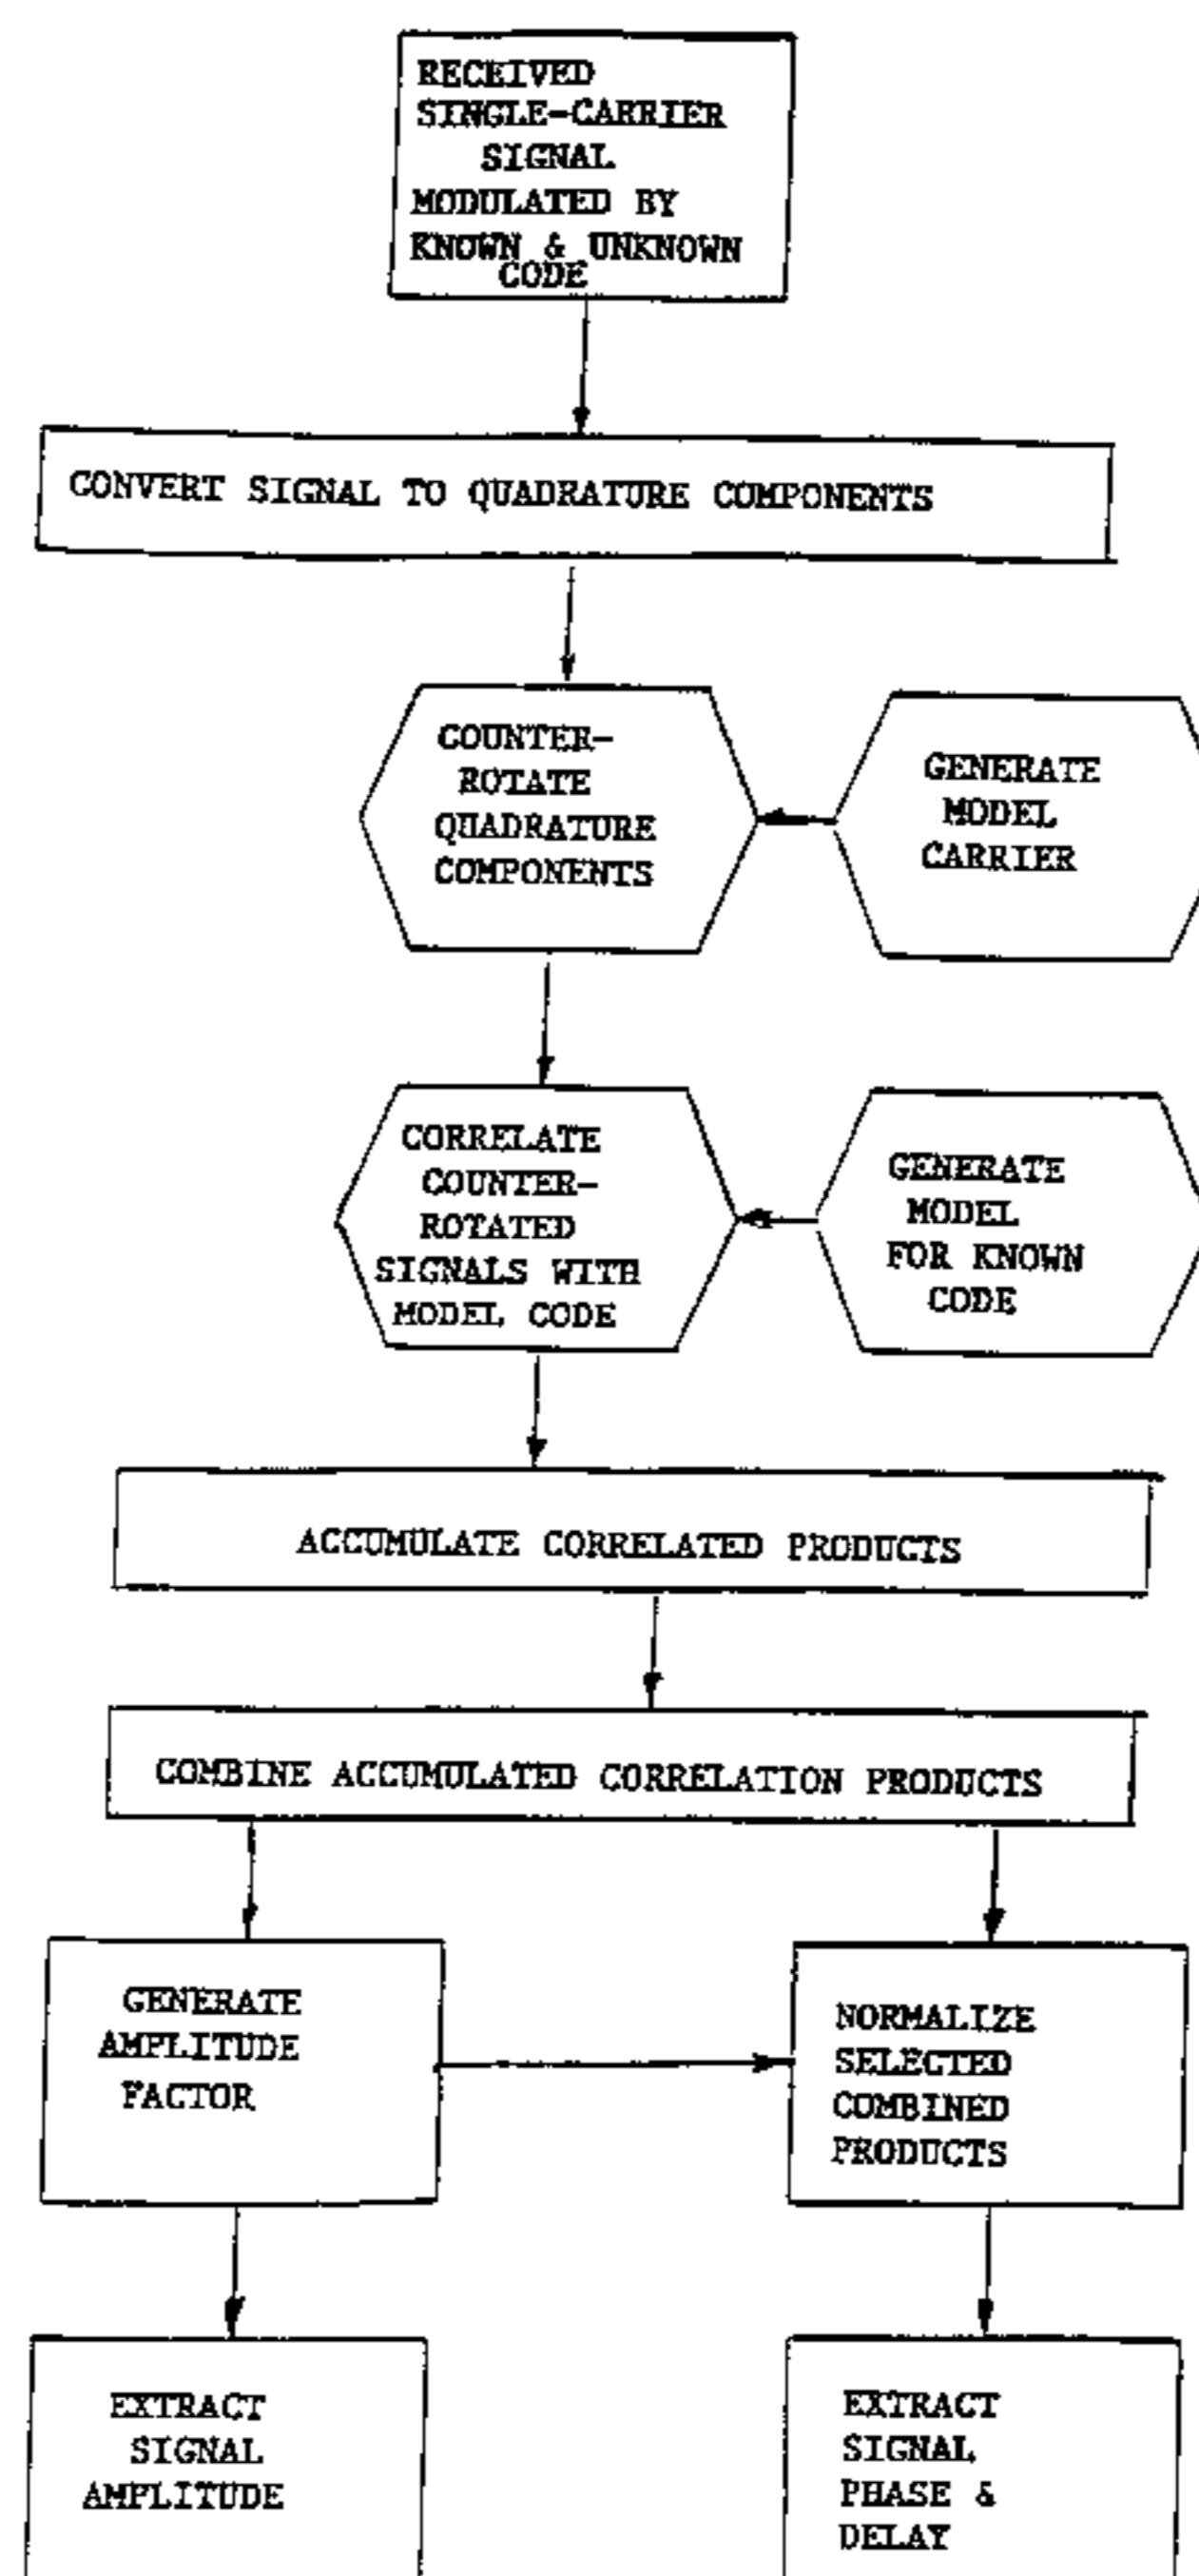 RECEIVED
SINGLE-CARRIER
SIGNAL
MODULATED BY
KNOWN & UNKNOWN
CODE
CONVERT SIGNAL TO QUADRATURE COMPONENTS
COUNTER-
ROTATE
QUADRATURE
COMPONENTS
GENERATE
MODEL
CARRIER
CORRELATE
COUNTER-
ROTATED
SIGNALS WITH
MODEL CODE
GENERATE
MODEL
FOR KNOWN
CODE
ACCUMULATE CORRELATED PRODUCTS
COMBINE ACCUMULATED CORRELATION PRODUCTS
GENERATE
AMPLITUDE
FACTOR
NORMALIZE
SELECTED
COMBINED
PRODUCTS
EXTRACT
SIGNAL
AMPLITUDE
EXTRACT
SIGNAL
PHASE &
DELAY